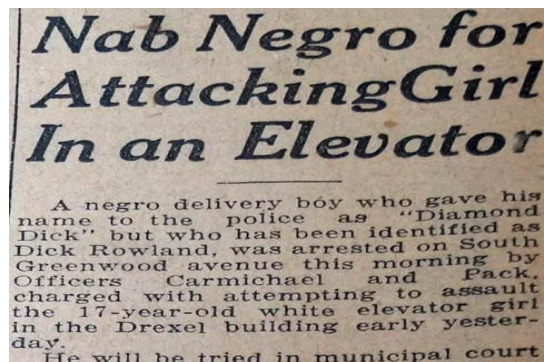 Nab Negro for
Attacking Girl
In an Elevator
A negro delivery boy who gave his
name to the police as "Diamond
Dick" but who has been identified as
Dick Rowland, was arrested on South
Greenwood avenue this morning by
Officers Carmichael and Pack,
charged with attempting to assault
the 17-year-old white elevator girl
in the Drexel building early yester-
day.
He will be tried in municipal court